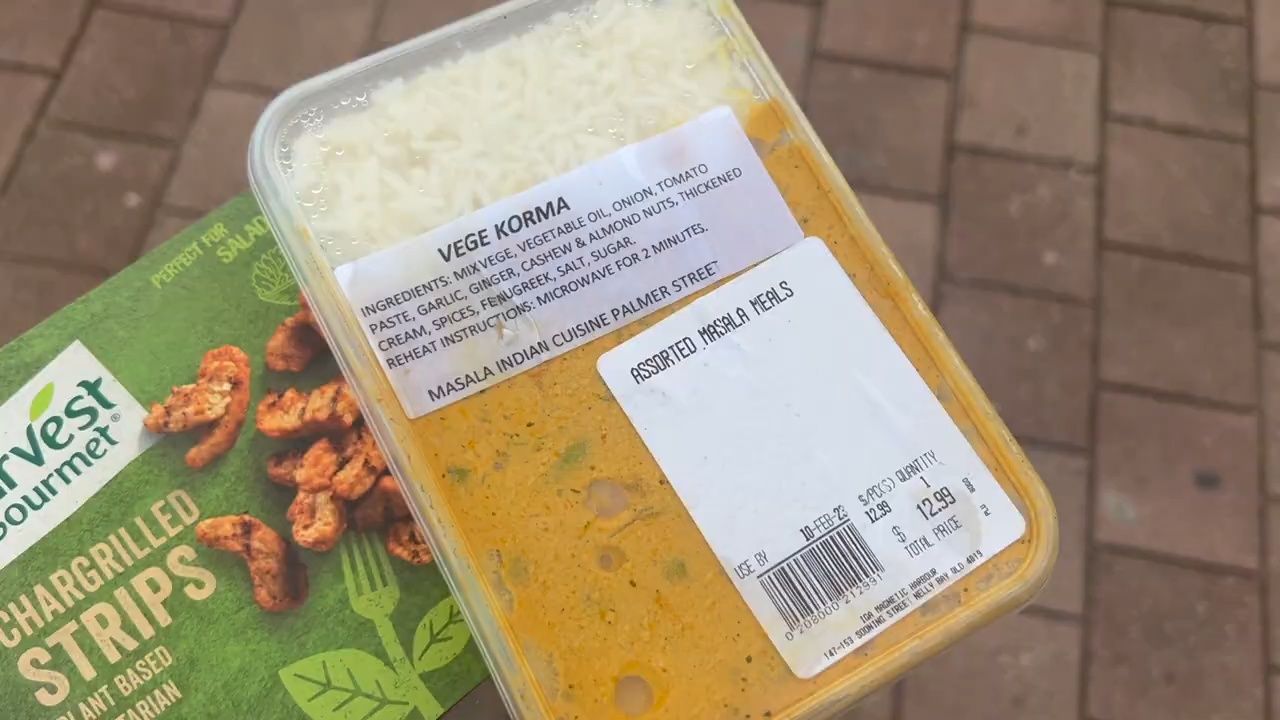 PERFECT FOR
SALAD
rvest
ourmet®
CHARGRILLED
STRIPS
PLANT BASED
TARIAN
VEGE KORMA
INGREDIENTS: MIX VEGE, VEGETABLE OIL, ONION, TOMATO
PASTE, GARLIC, GINGER, CASHEW & ALMOND NUTS, THICKENED
CREAM, SPICES, FENUGREEK, SALT, SUGAR.
REHEAT INSTRUCTIONS: MICROWAVE FOR 2 MINUTES.
MASALA INDIAN CUISINE PALMER STREET
ASSORTED MASALA MEALS
USE BY 10-FEB-23 $/PC(S) QUANTITY
12.99 1
$ 12.99
TOTAL PRICE
0 208000 212991
IGA MAGNETIC HARBOUR
147-153 SOONING STREET NELLY BAY QLD 4819